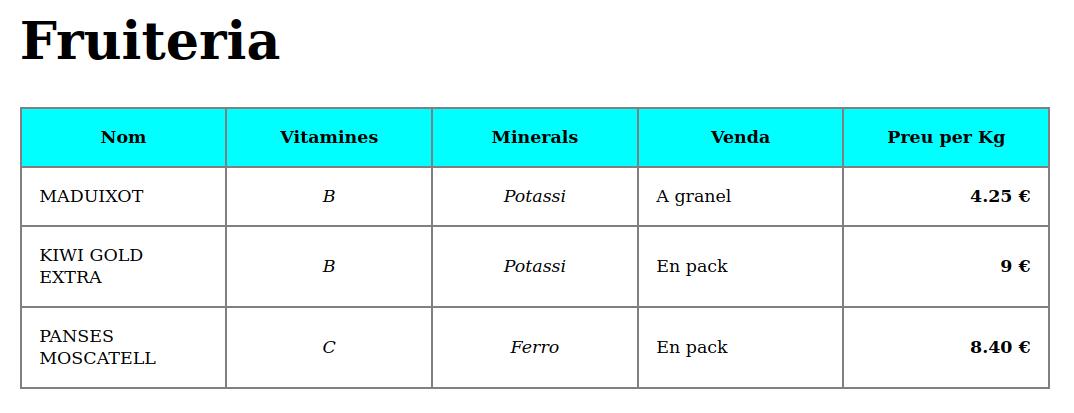 Fruiteria
Nom Vitamines Minerals Venda Preu per Kg
MADUIXOT B Potassi A granel 4.25 €
KIWI GOLD
EXTRA B Potassi En pack 9 €
PANSES
MOSCATELL C Ferro En pack 8.40 €